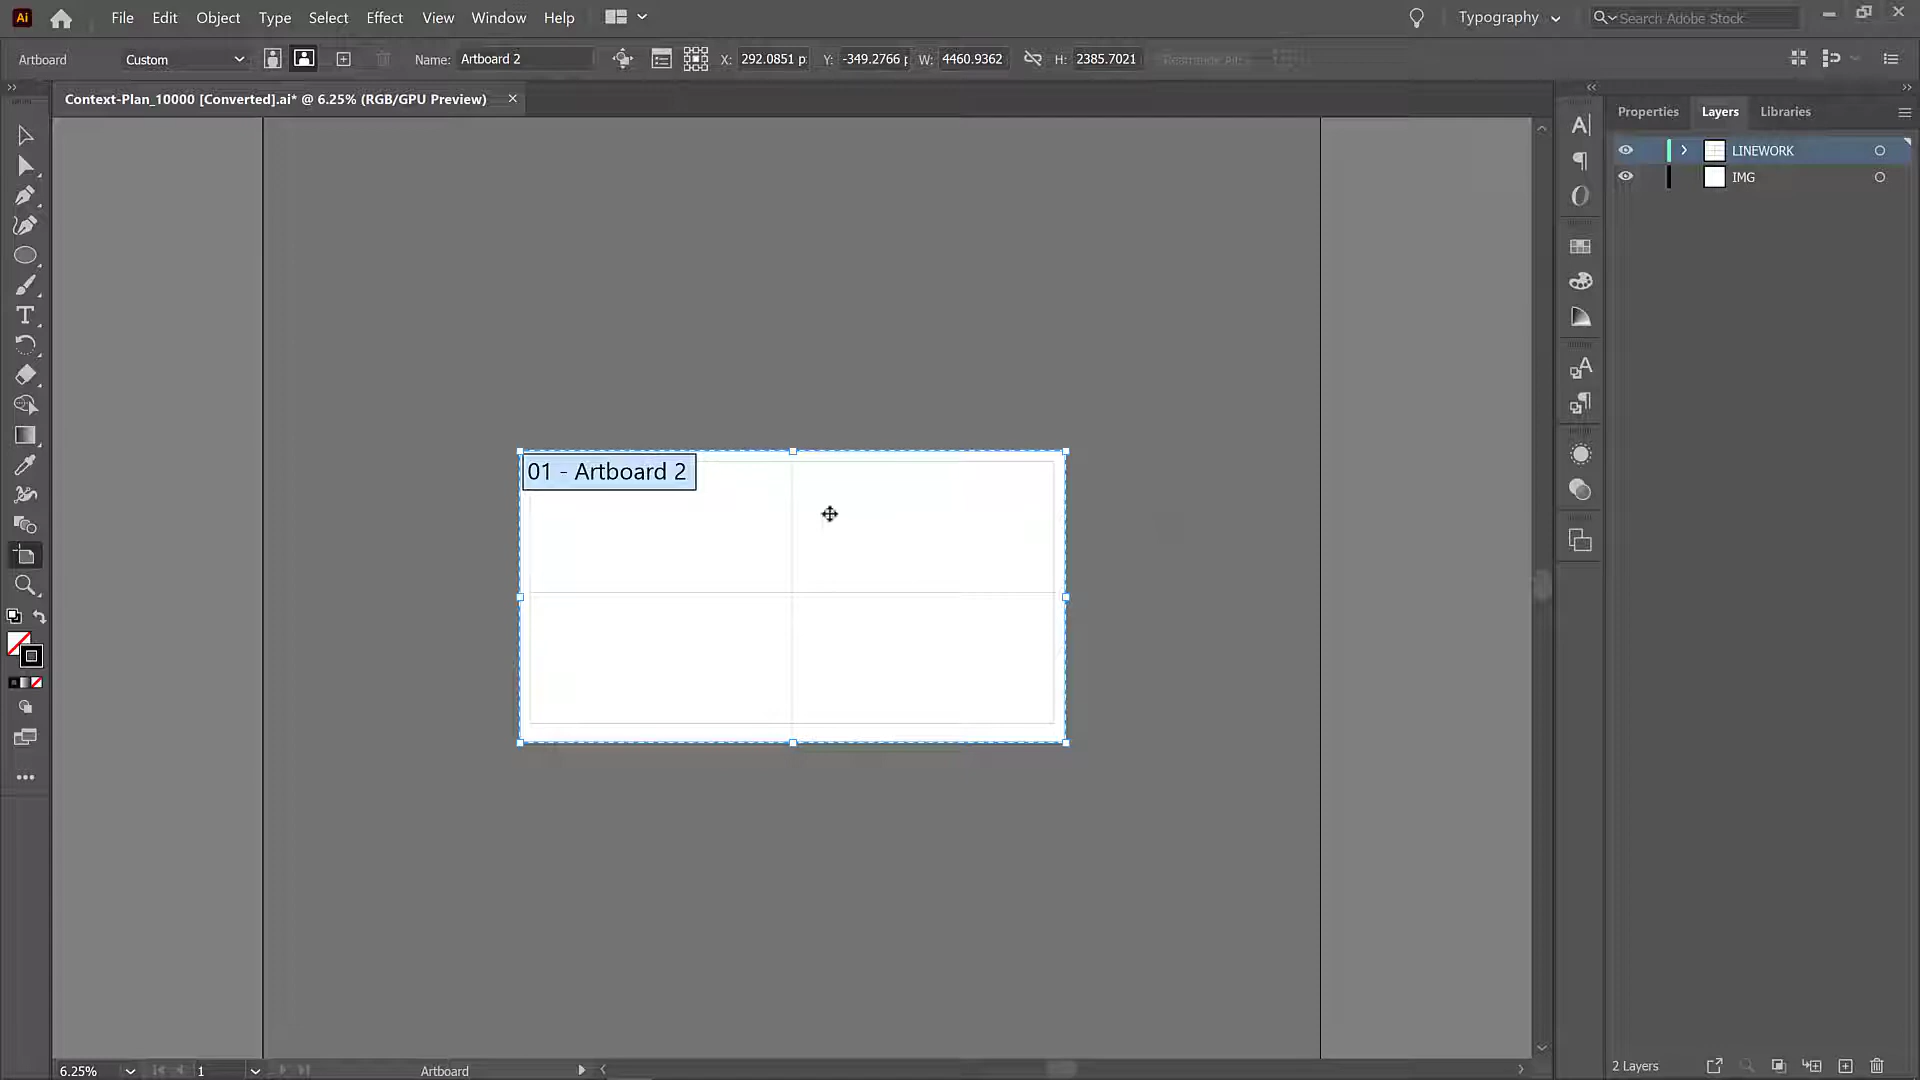 Ai File Edit Object Type Select Effect View Window Help Typography Search Adobe Stock
Artboard Custom Name: Artboard 2 X: 292.0851 p Y: -349.2766 p W: 4460.9362 H: 2385.7021 Rearrange All
Context-Plan_10000 [Converted].ai* @ 6.25% (RGB/GPU Preview)
Properties Layers Libraries
LINEWORK
IMG
01 - Artboard 2
2 Layers
6.25% 1 Artboard